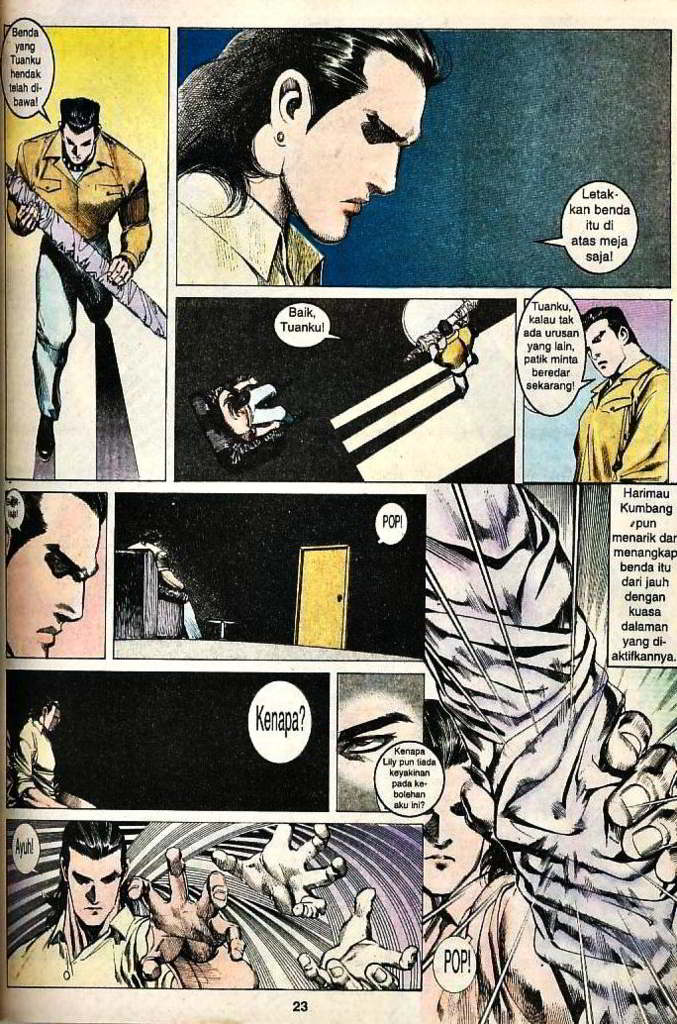 Benda
yang
Tuanku
hendak
telah di-
bawa!
Letak-
kan benda
itu di
atas meja
saja!
Baik,
Tuanku!
Tuanku,
kalau tak
ada urusan
yang lain,
patik minta
beredar
sekarang!
POP!
Harimau
Kumbang
pun
menarik dan
menangkap
benda itu
dari jauh
dengan
kuasa
dalaman
yang di-
aktifkannya.
Kenapa?
Kenapa
Lily pun tiada
keyakinan
pada ke-
bolehan
aku ini?
Ayuh!
POP!
23